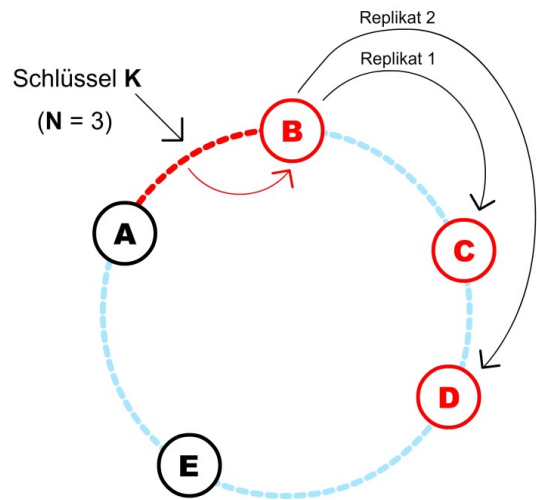 Replikat 2
Replikat 1
Schlüssel K
(N = 3)
B
A
C
D
E